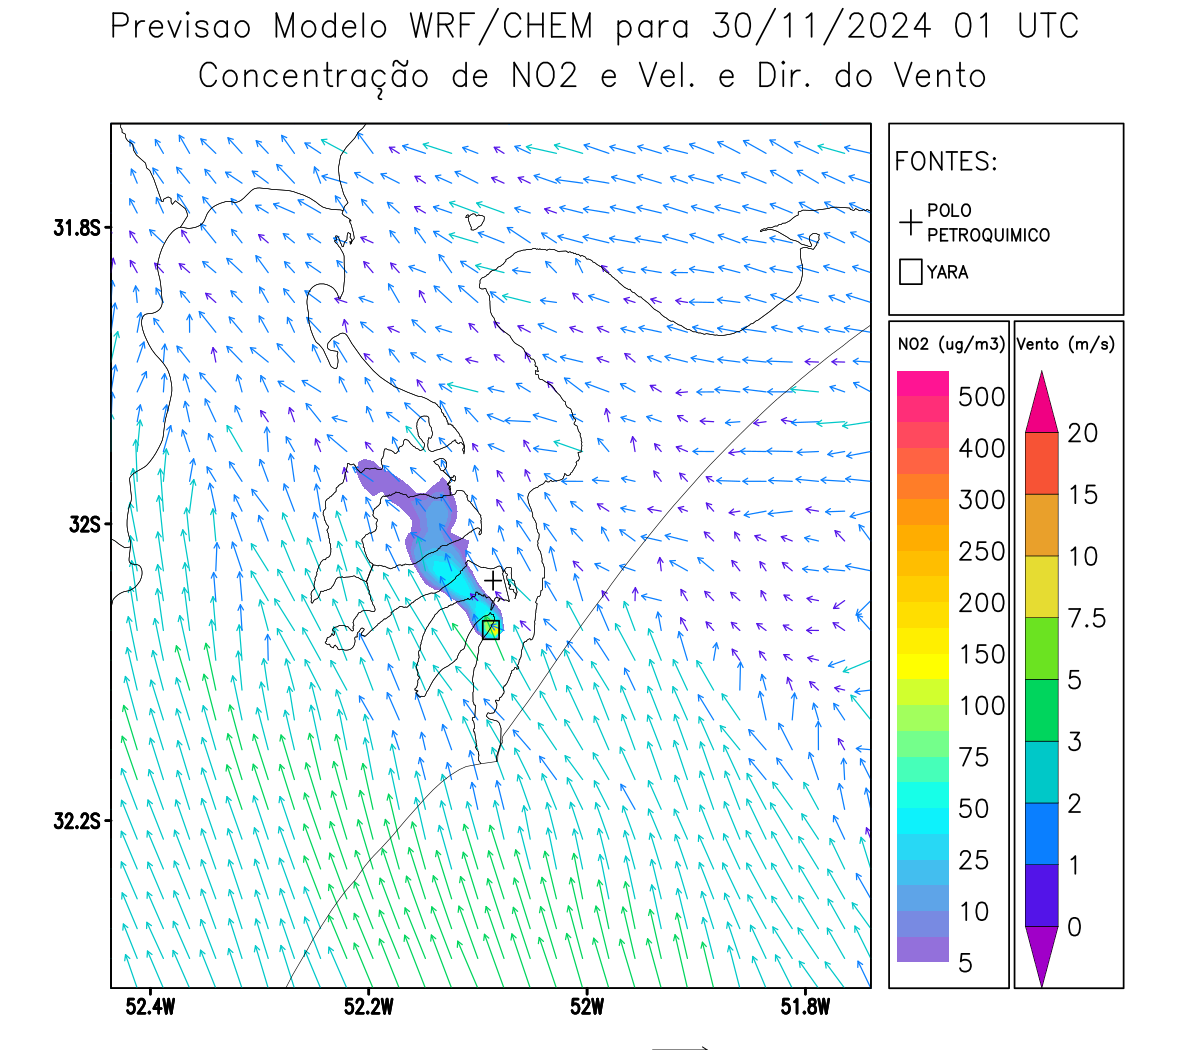 Previsao Modelo WRF/CHEM para 30/11/2024 01 UTC
Concentração de NO2 e Vel. e Dir. do Vento
FONTES:
POLO
PETROQUIMICO
YARA
31.8S
32S
32.2S
52.4W
52.2W
52W
51.8W
NO2 (ug/m3)
500
400
300
250
200
150
100
75
50
25
10
5
Vento (m/s)
20
15
10
7.5
5
3
2
1
0